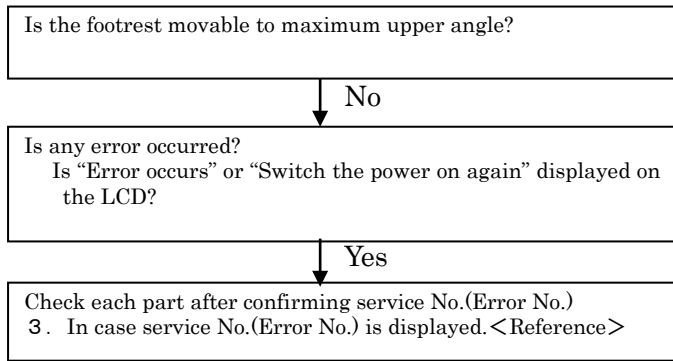 Is the footrest movable to maximum upper angle?
No
Is any error occurred?
Is “Error occurs” or “Switch the power on again” displayed on
the LCD?
Yes
Check each part after confirming service No.(Error No.)
３．In case service No.(Error No.) is displayed.＜Reference＞